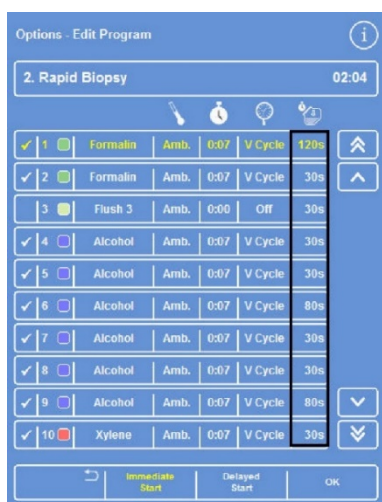 Options - Edit Program i
2. Rapid Biopsy 02:04
✓ 1 Formalin Amb. 0:07 V Cycle 120s
✓ 2 Formalin Amb. 0:07 V Cycle 30s
3 Flush 3 Amb. 0:00 Off 30s
✓ 4 Alcohol Amb. 0:07 V Cycle 30s
✓ 5 Alcohol Amb. 0:07 V Cycle 30s
✓ 6 Alcohol Amb. 0:07 V Cycle 80s
✓ 7 Alcohol Amb. 0:07 V Cycle 30s
✓ 8 Alcohol Amb. 0:07 V Cycle 30s
✓ 9 Alcohol Amb. 0:07 V Cycle 80s
✓ 10 Xylene Amb. 0:07 V Cycle 30s
Immediate Delayed OK
Start Start